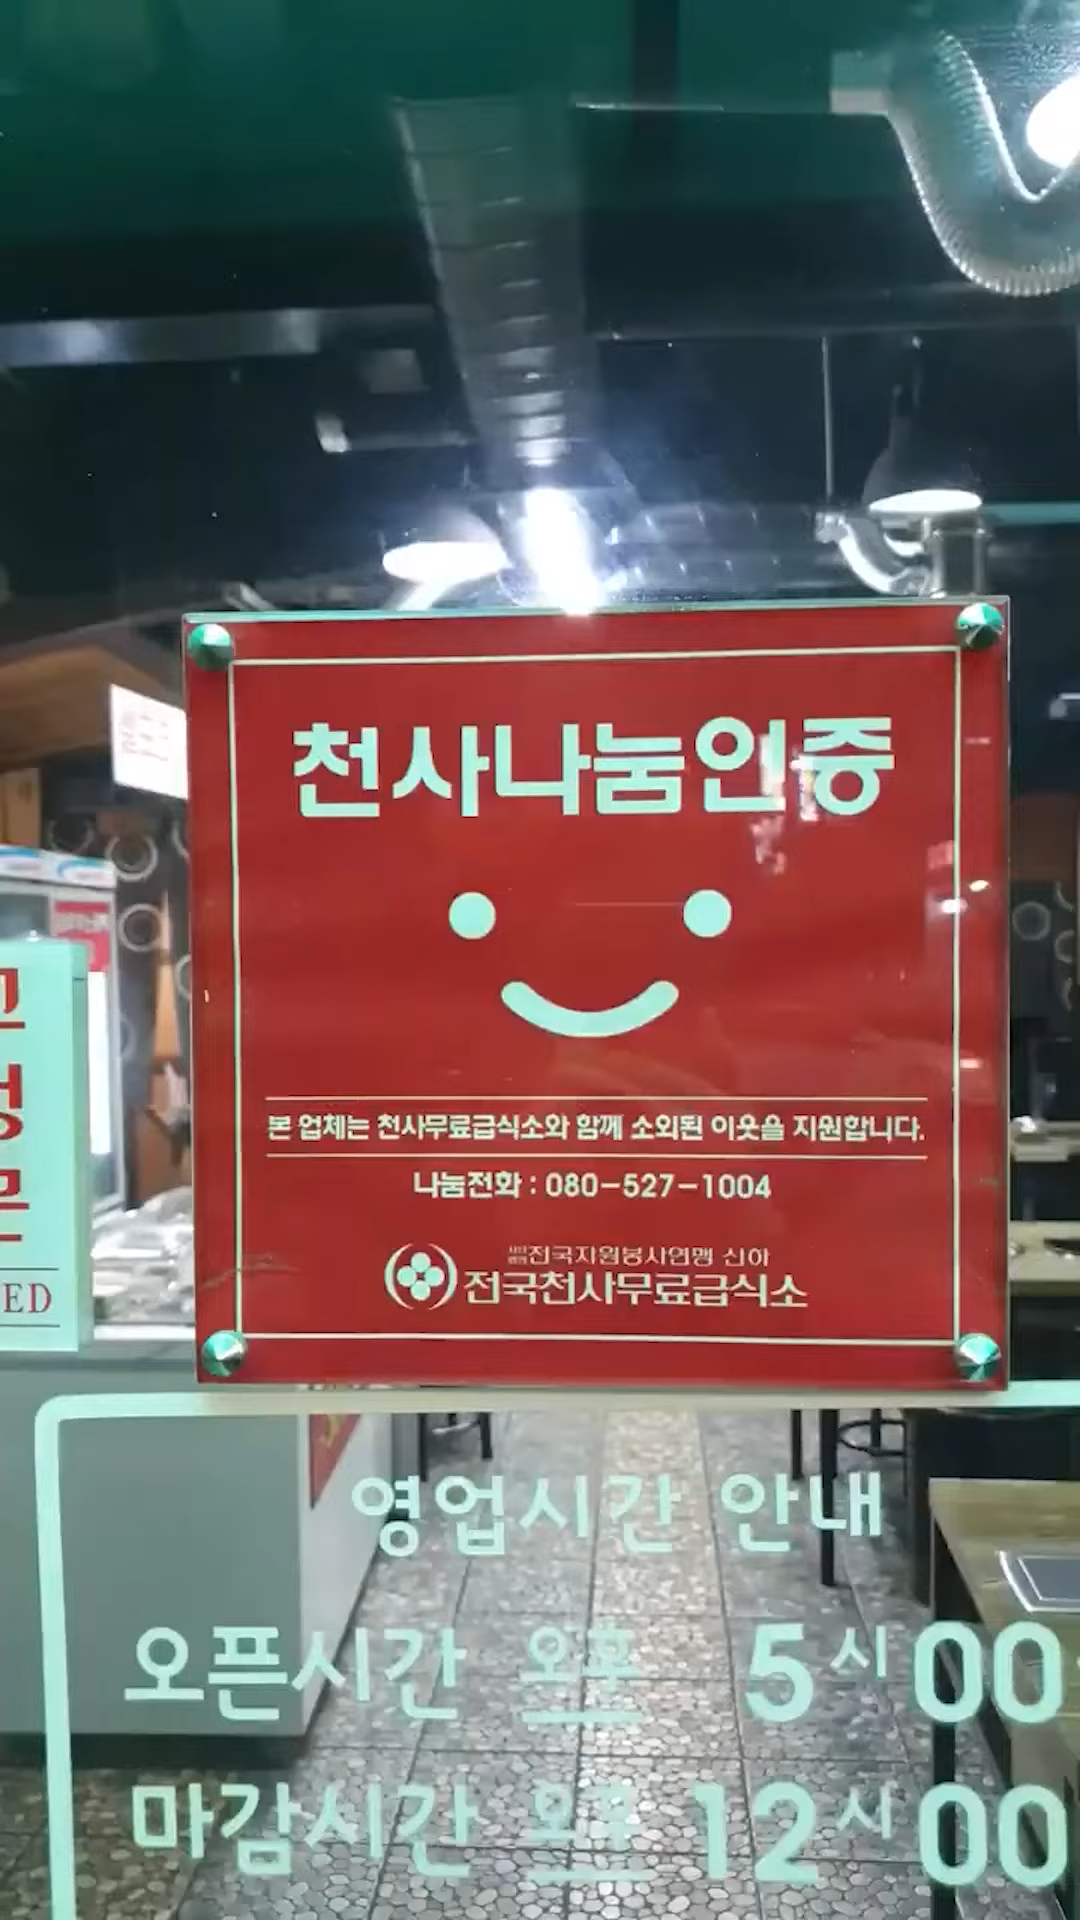 천사나눔인증
본 업체는 천사무료급식소와 함께 소외된 이웃을 지원합니다.
나눔전화 : 080-527-1004
전국자원봉사연맹 산하
전국천사무료급식소
ED
영업시간 안내
오픈시간 오후 5시 00
마감시간 오후 12시 00